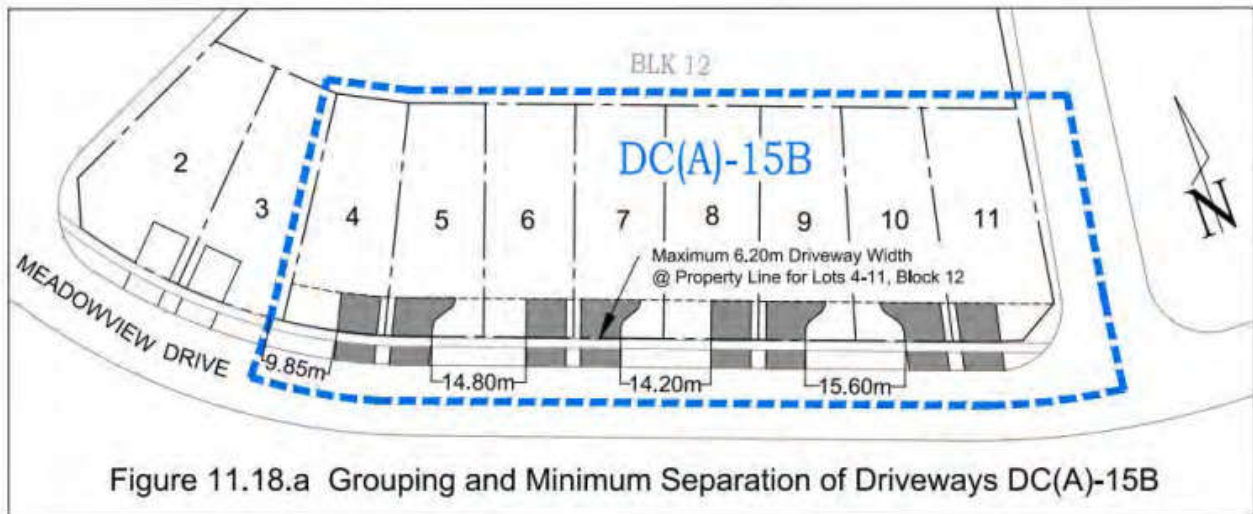 BLK 12
DC(A)-15B
2
3
4
5
6
7
8
9
10
11
Maximum 6.20m Driveway Width
@ Property Line for Lots 4-11, Block 12
N
MEADOWVIEW DRIVE
9.85m
14.80m
14.20m
15.60m
Figure 11.18.a Grouping and Minimum Separation of Driveways DC(A)-15B